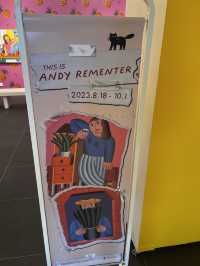 THIS IS
ANDY REMENTER
2023.8.18 - 10.1